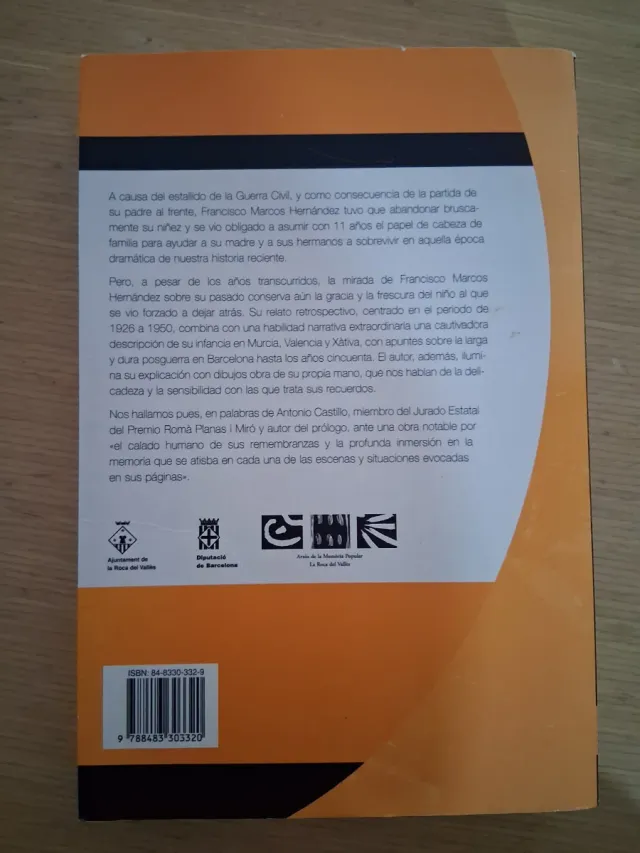 A causa del estallido de la Guerra Civil, y como consecuencia de la partida de
su padre al frente, Francisco Marcos Hernández tuvo que abandonar brusca-
mente su niñez y se vio obligado a asumir con 11 años el papel de cabeza de
familia para ayudar a su madre y a sus hermanos a sobrevivir en aquella época
dramática de nuestra historia reciente.
Pero, a pesar de los años transcurridos, la mirada de Francisco Marcos
Hernández sobre su pasado conserva aún la gracia y la frescura del niño al que
se vio forzado a dejar atrás. Su relato retrospectivo, centrado en el periodo de
1926 a 1950, combina con una habilidad narrativa extraordinaria una cautivadora
descripción de su infancia en Murcia, Valencia y Xàtiva, con apuntes sobre la larga
y dura posguerra en Barcelona hasta los años cincuenta. El autor, además, ilumi-
na su explicación con dibujos obra de su propia mano, que nos hablan de la deli-
cadeza y la sensibilidad con las que trata sus recuerdos.
Nos hallamos pues, en palabras de Antonio Castillo, miembro del Jurado Estatal
del Premio Romà Planas i Miró y autor del prólogo, ante una obra notable por
«el calado humano de sus remembranzas y la profunda inmersión en la
memoria que se atisba en cada una de las escenas y situaciones evocadas
en sus páginas».
Ajuntament de
la Roca del Vallès
Diputació
de Barcelona
Arxiu de la Memòria Popular
La Roca del Vallès
ISBN: 84-8330-332-9
9 788483 303320